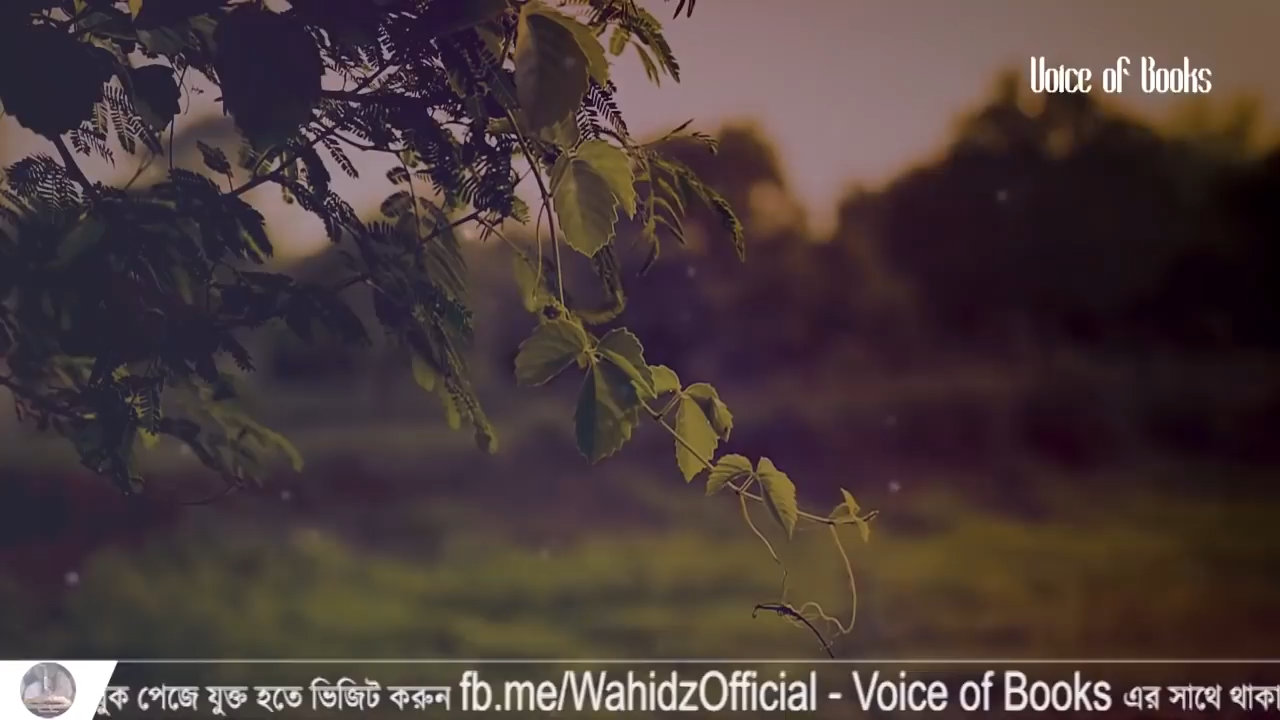 Voice of Books
পেজে যুক্ত হতে ভিজিট করুন fb.me/WahidzOfficial - Voice of Books এর সাথে